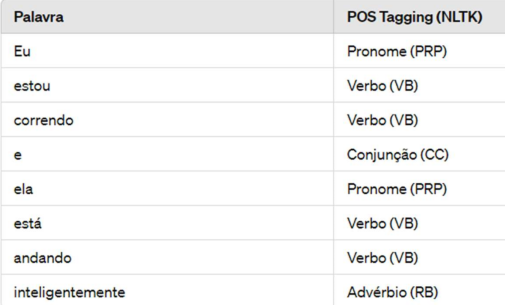 Palavra POS Tagging (NLTK)
Eu Pronome (PRP)
estou Verbo (VB)
correndo Verbo (VB)
e Conjunção (CC)
ela Pronome (PRP)
está Verbo (VB)
andando Verbo (VB)
inteligentemente Advérbio (RB)